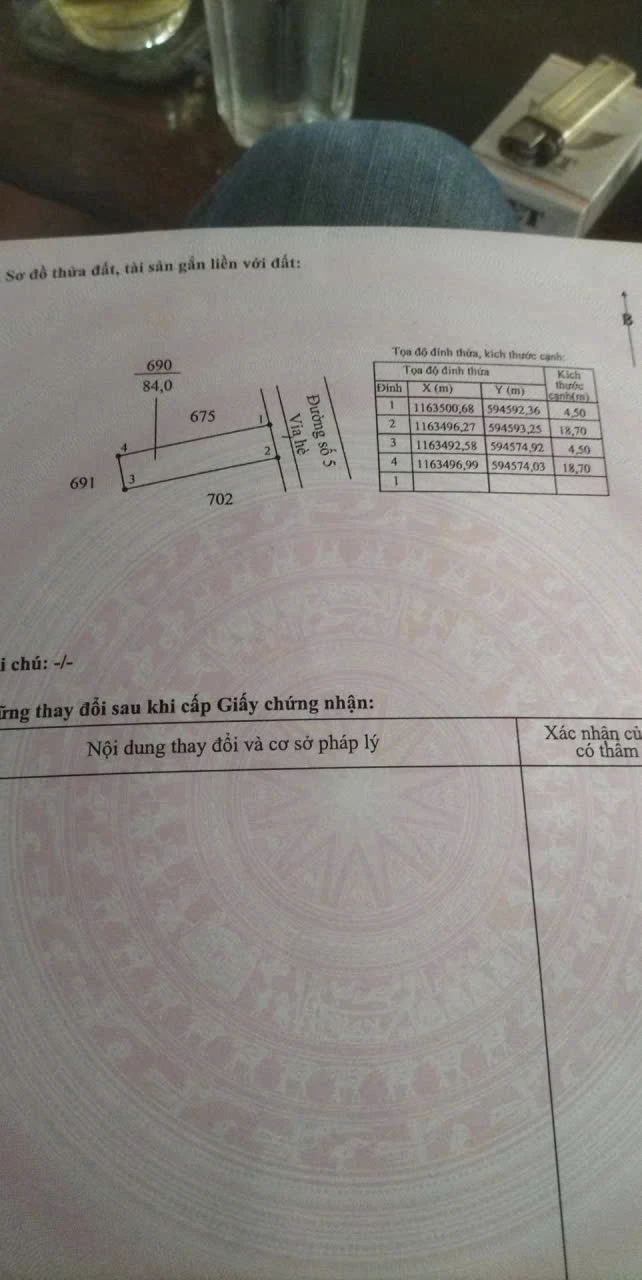 Sơ đồ thửa đất, tài sản gắn liền với đất:
B
690
84,0
675
1
2
3
4
691
702
Vỉa hè
Đường số 5
Tọa độ đỉnh thửa, kích thước cạnh:
Tọa độ đỉnh thửa Kích thước cạnh(m)
Đỉnh X (m) Y (m)
1 1163500,68 594592,36 4,50
2 1163496,27 594593,25 18,70
3 1163492,58 594574,92 4,50
4 1163496,99 594574,03 18,70
1
i chú: -/-
ững thay đổi sau khi cấp Giấy chứng nhận:
Nội dung thay đổi và cơ sở pháp lý
Xác nhận củ
có thẩm